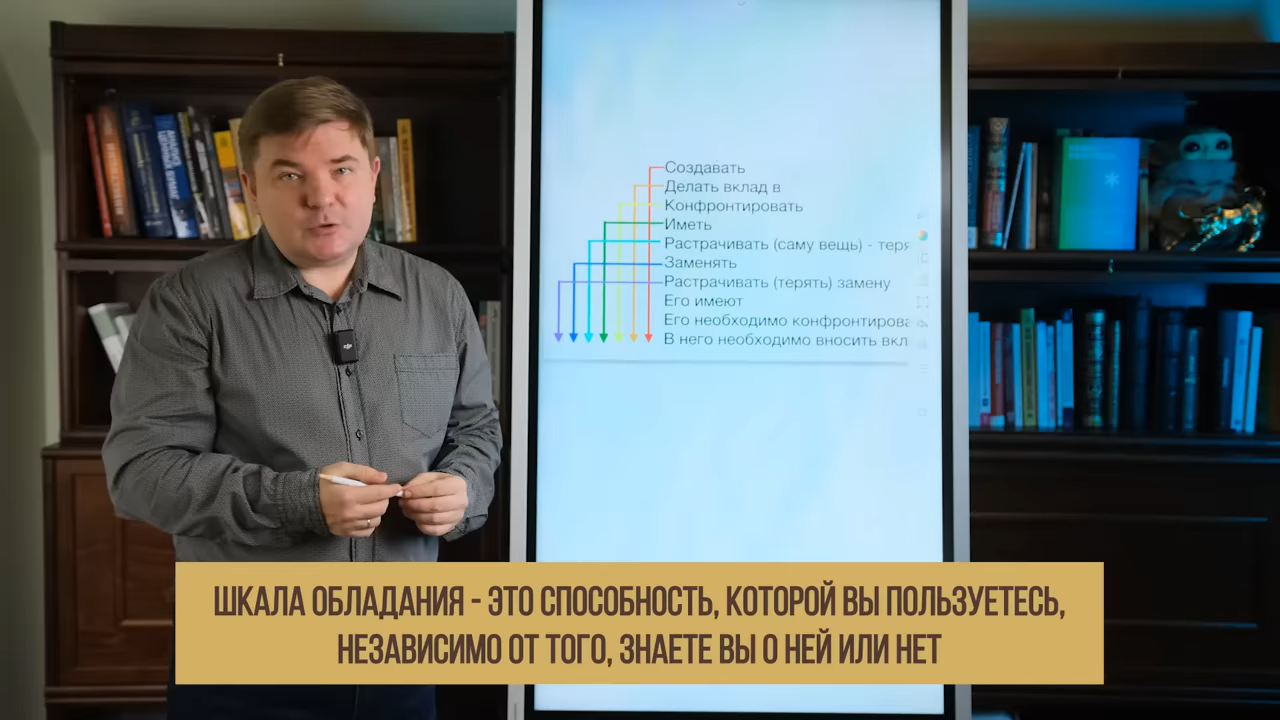 Создавать
Делать вклад в
Конфронтировать
Иметь
Растрачивать (саму вещь) - теря
Заменять
Растрачивать (терять) замену
Его имеют
Его необходимо конфронтирова
В него необходимо вносить вкл
ШКАЛА ОБЛАДАНИЯ - ЭТО СПОСОБНОСТЬ, КОТОРОЙ ВЫ ПОЛЬЗУЕТЕСЬ,
НЕЗАВИСИМО ОТ ТОГО, ЗНАЕТЕ ВЫ О НЕЙ ИЛИ НЕТ